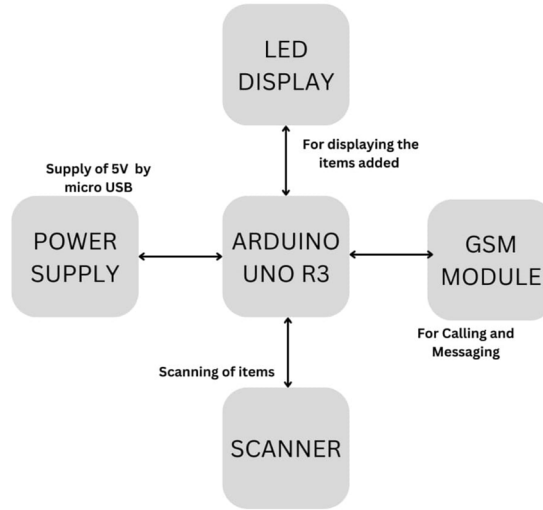 LED
DISPLAY
For displaying the
items added
Supply of 5V by
micro USB
POWER
SUPPLY
ARDUINO
UNO R3
GSM
MODULE
For Calling and
Messaging
Scanning of items
SCANNER